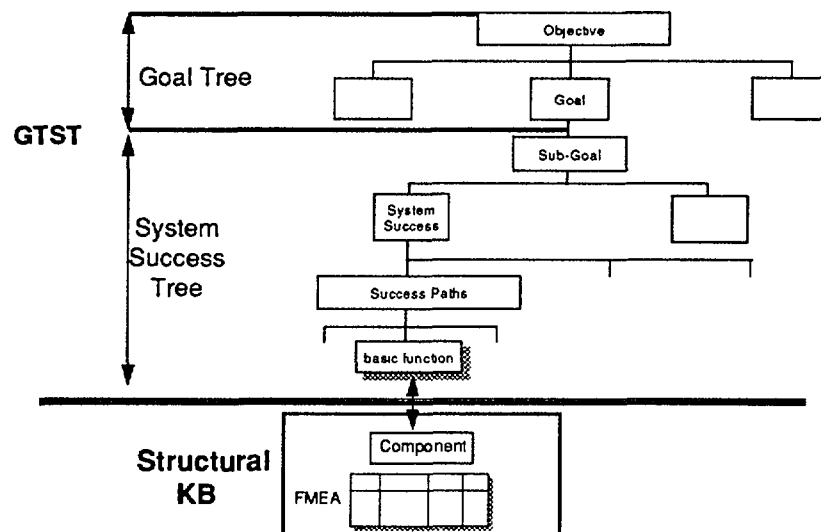 Objective
Goal Tree
Goal
GTST
Sub-Goal
System
Success
System
Success
Tree
Success Paths
basic function
Component
Structural
KB
FMEA